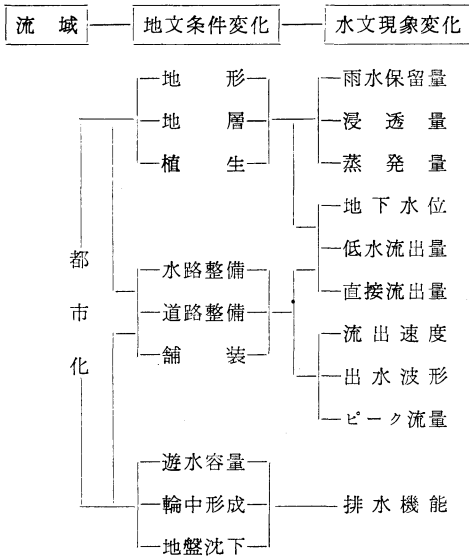 流域 地文条件変化 水文現象変化
地形 雨水保留量
地層 浸透量
植生 蒸発量
地下水位
低水流出量
水路整備 直接流出量
道路整備 流出速度
舗装 出水波形
ピーク流量
都市化
遊水容量
輪中形成 排水機能
地盤沈下